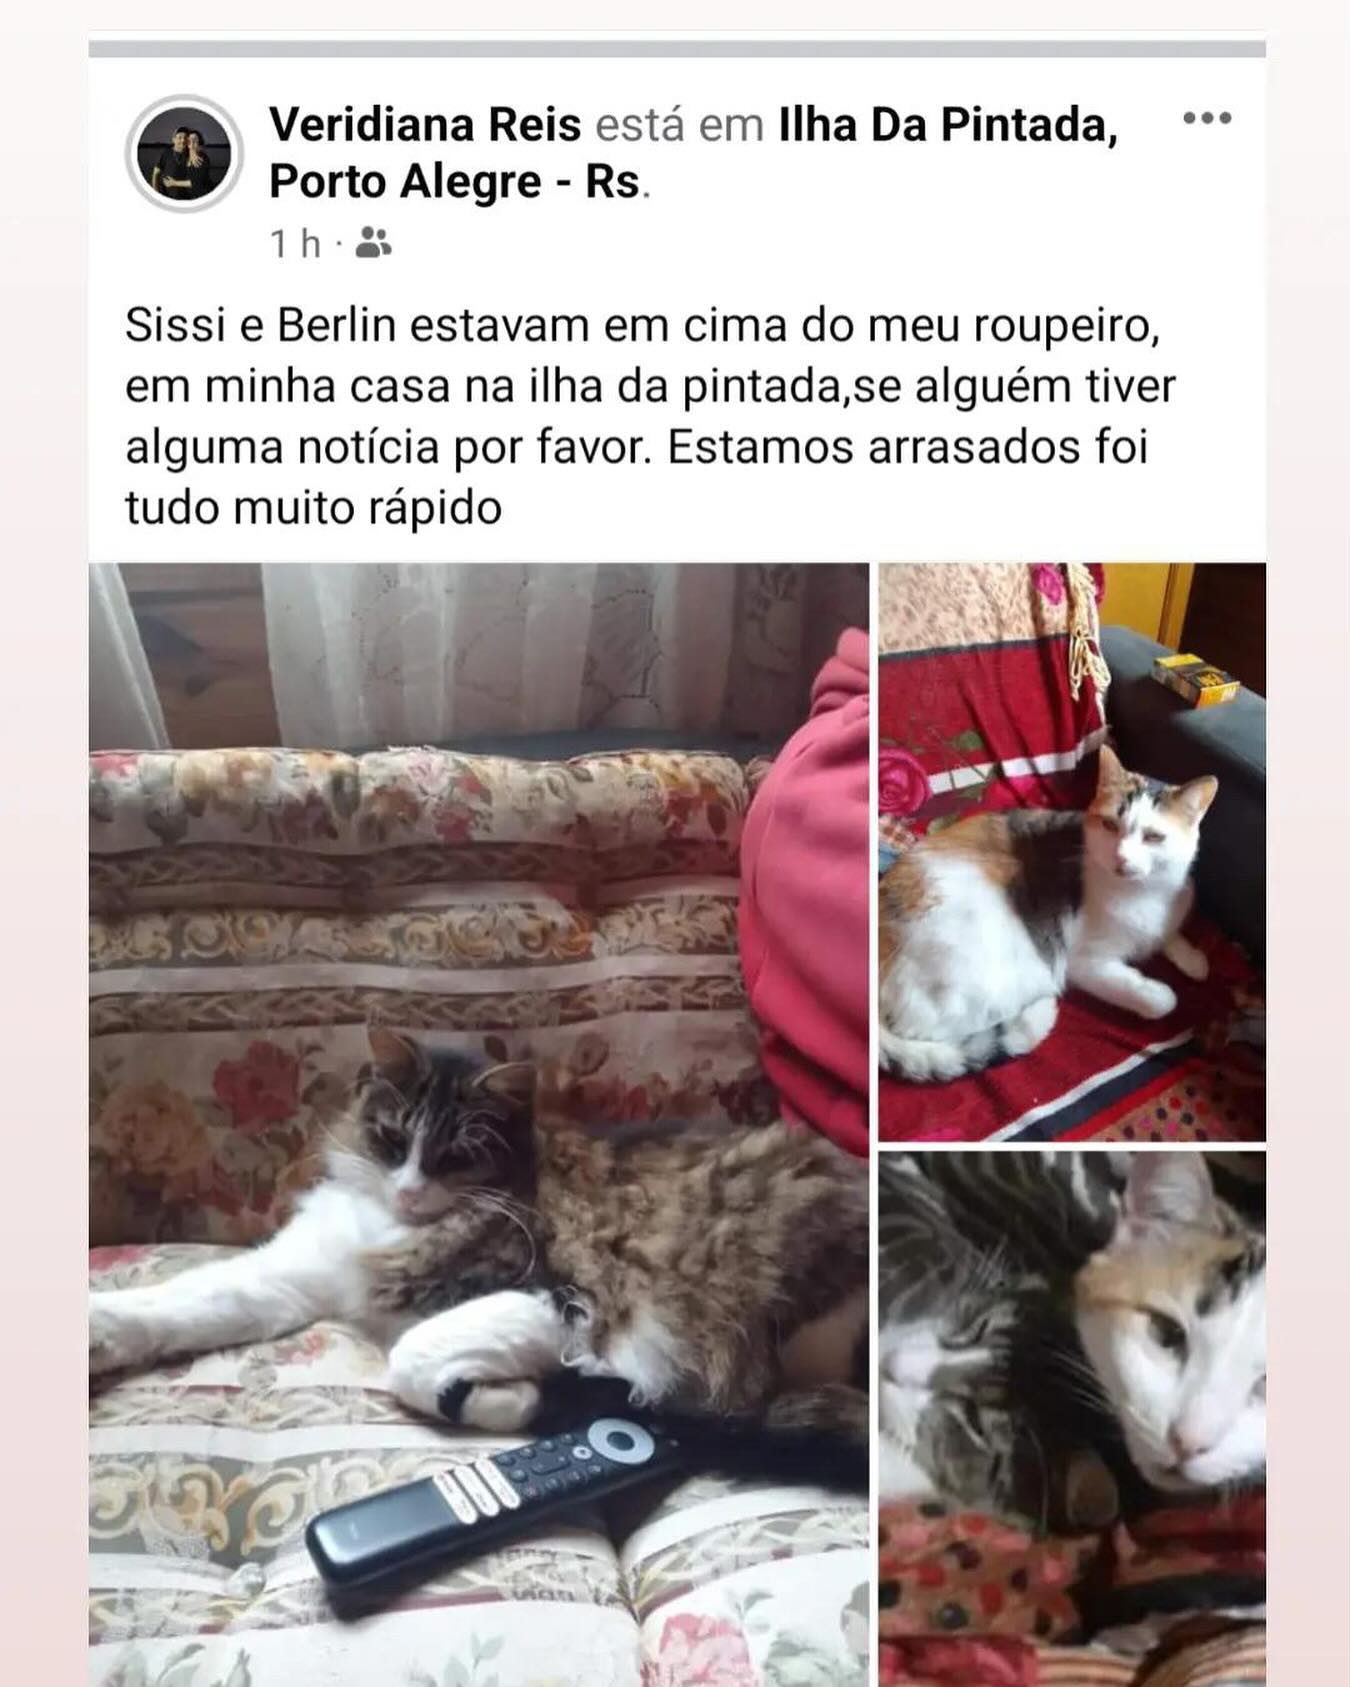 Veridiana Reis está em Ilha Da Pintada,
Porto Alegre - Rs.
1 h ·
Sissi e Berlin estavam em cima do meu roupeiro,
em minha casa na ilha da pintada,se alguém tiver
alguma notícia por favor. Estamos arrasados foi
tudo muito rápido